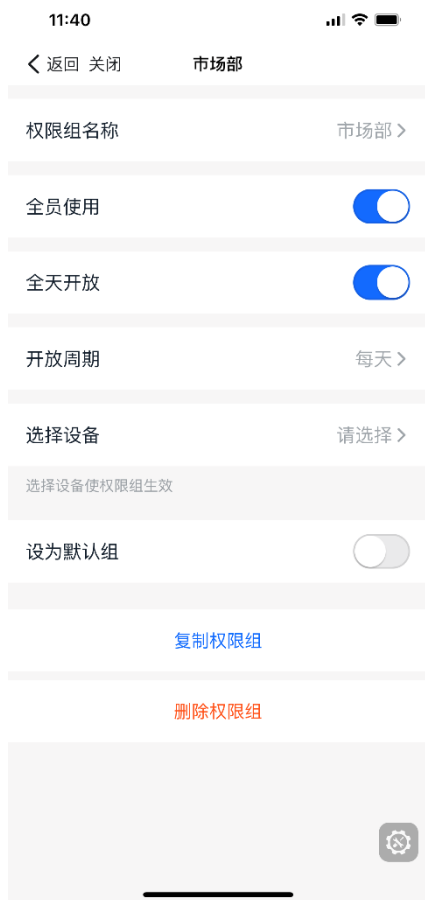 11:40
返回 关闭 市场部
权限组名称 市场部
全员使用
全天开放
开放周期 每天
选择设备 请选择
选择设备使权限组生效
设为默认组
复制权限组
删除权限组